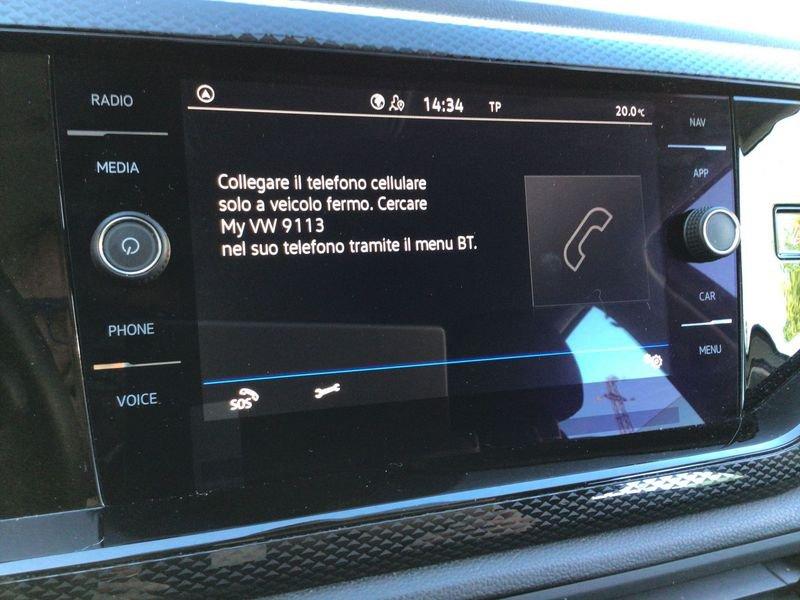 RADIO
MEDIA
PHONE
VOICE
14:34 TP 20.0°C
Collegare il telefono cellulare
solo a veicolo fermo. Cercare
My VW 9113
nel suo telefono tramite il menu BT.
SOS
NAV
APP
CAR
MENU